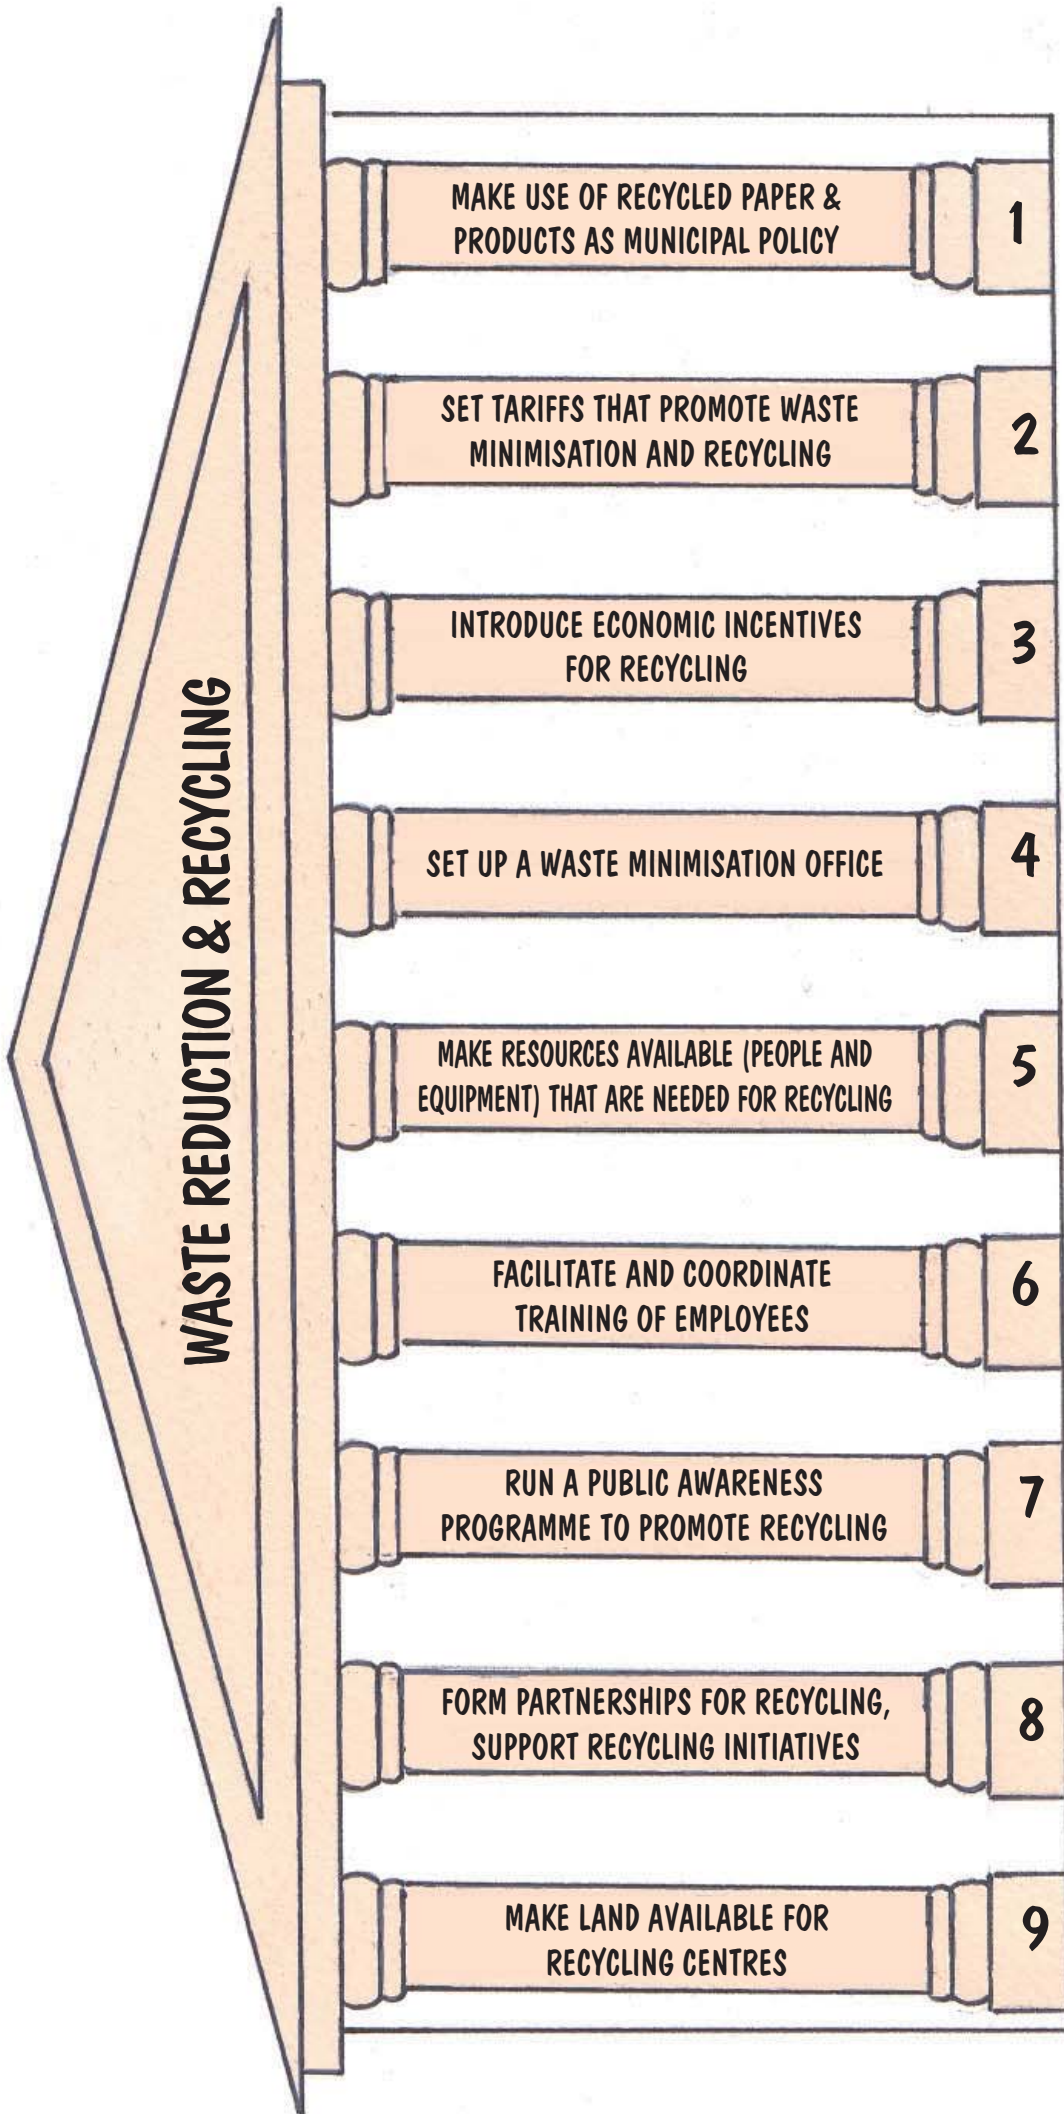 WASTE REDUCTION & RECYCLING
MAKE USE OF RECYCLED PAPER &
PRODUCTS AS MUNICIPAL POLICY
1
SET TARIFFS THAT PROMOTE WASTE
MINIMISATION AND RECYCLING
2
INTRODUCE ECONOMIC INCENTIVES
FOR RECYCLING
3
SET UP A WASTE MINIMISATION OFFICE
4
MAKE RESOURCES AVAILABLE (PEOPLE AND
EQUIPMENT) THAT ARE NEEDED FOR RECYCLING
5
FACILITATE AND COORDINATE
TRAINING OF EMPLOYEES
6
RUN A PUBLIC AWARENESS
PROGRAMME TO PROMOTE RECYCLING
7
FORM PARTNERSHIPS FOR RECYCLING,
SUPPORT RECYCLING INITIATIVES
8
MAKE LAND AVAILABLE FOR
RECYCLING CENTRES
9